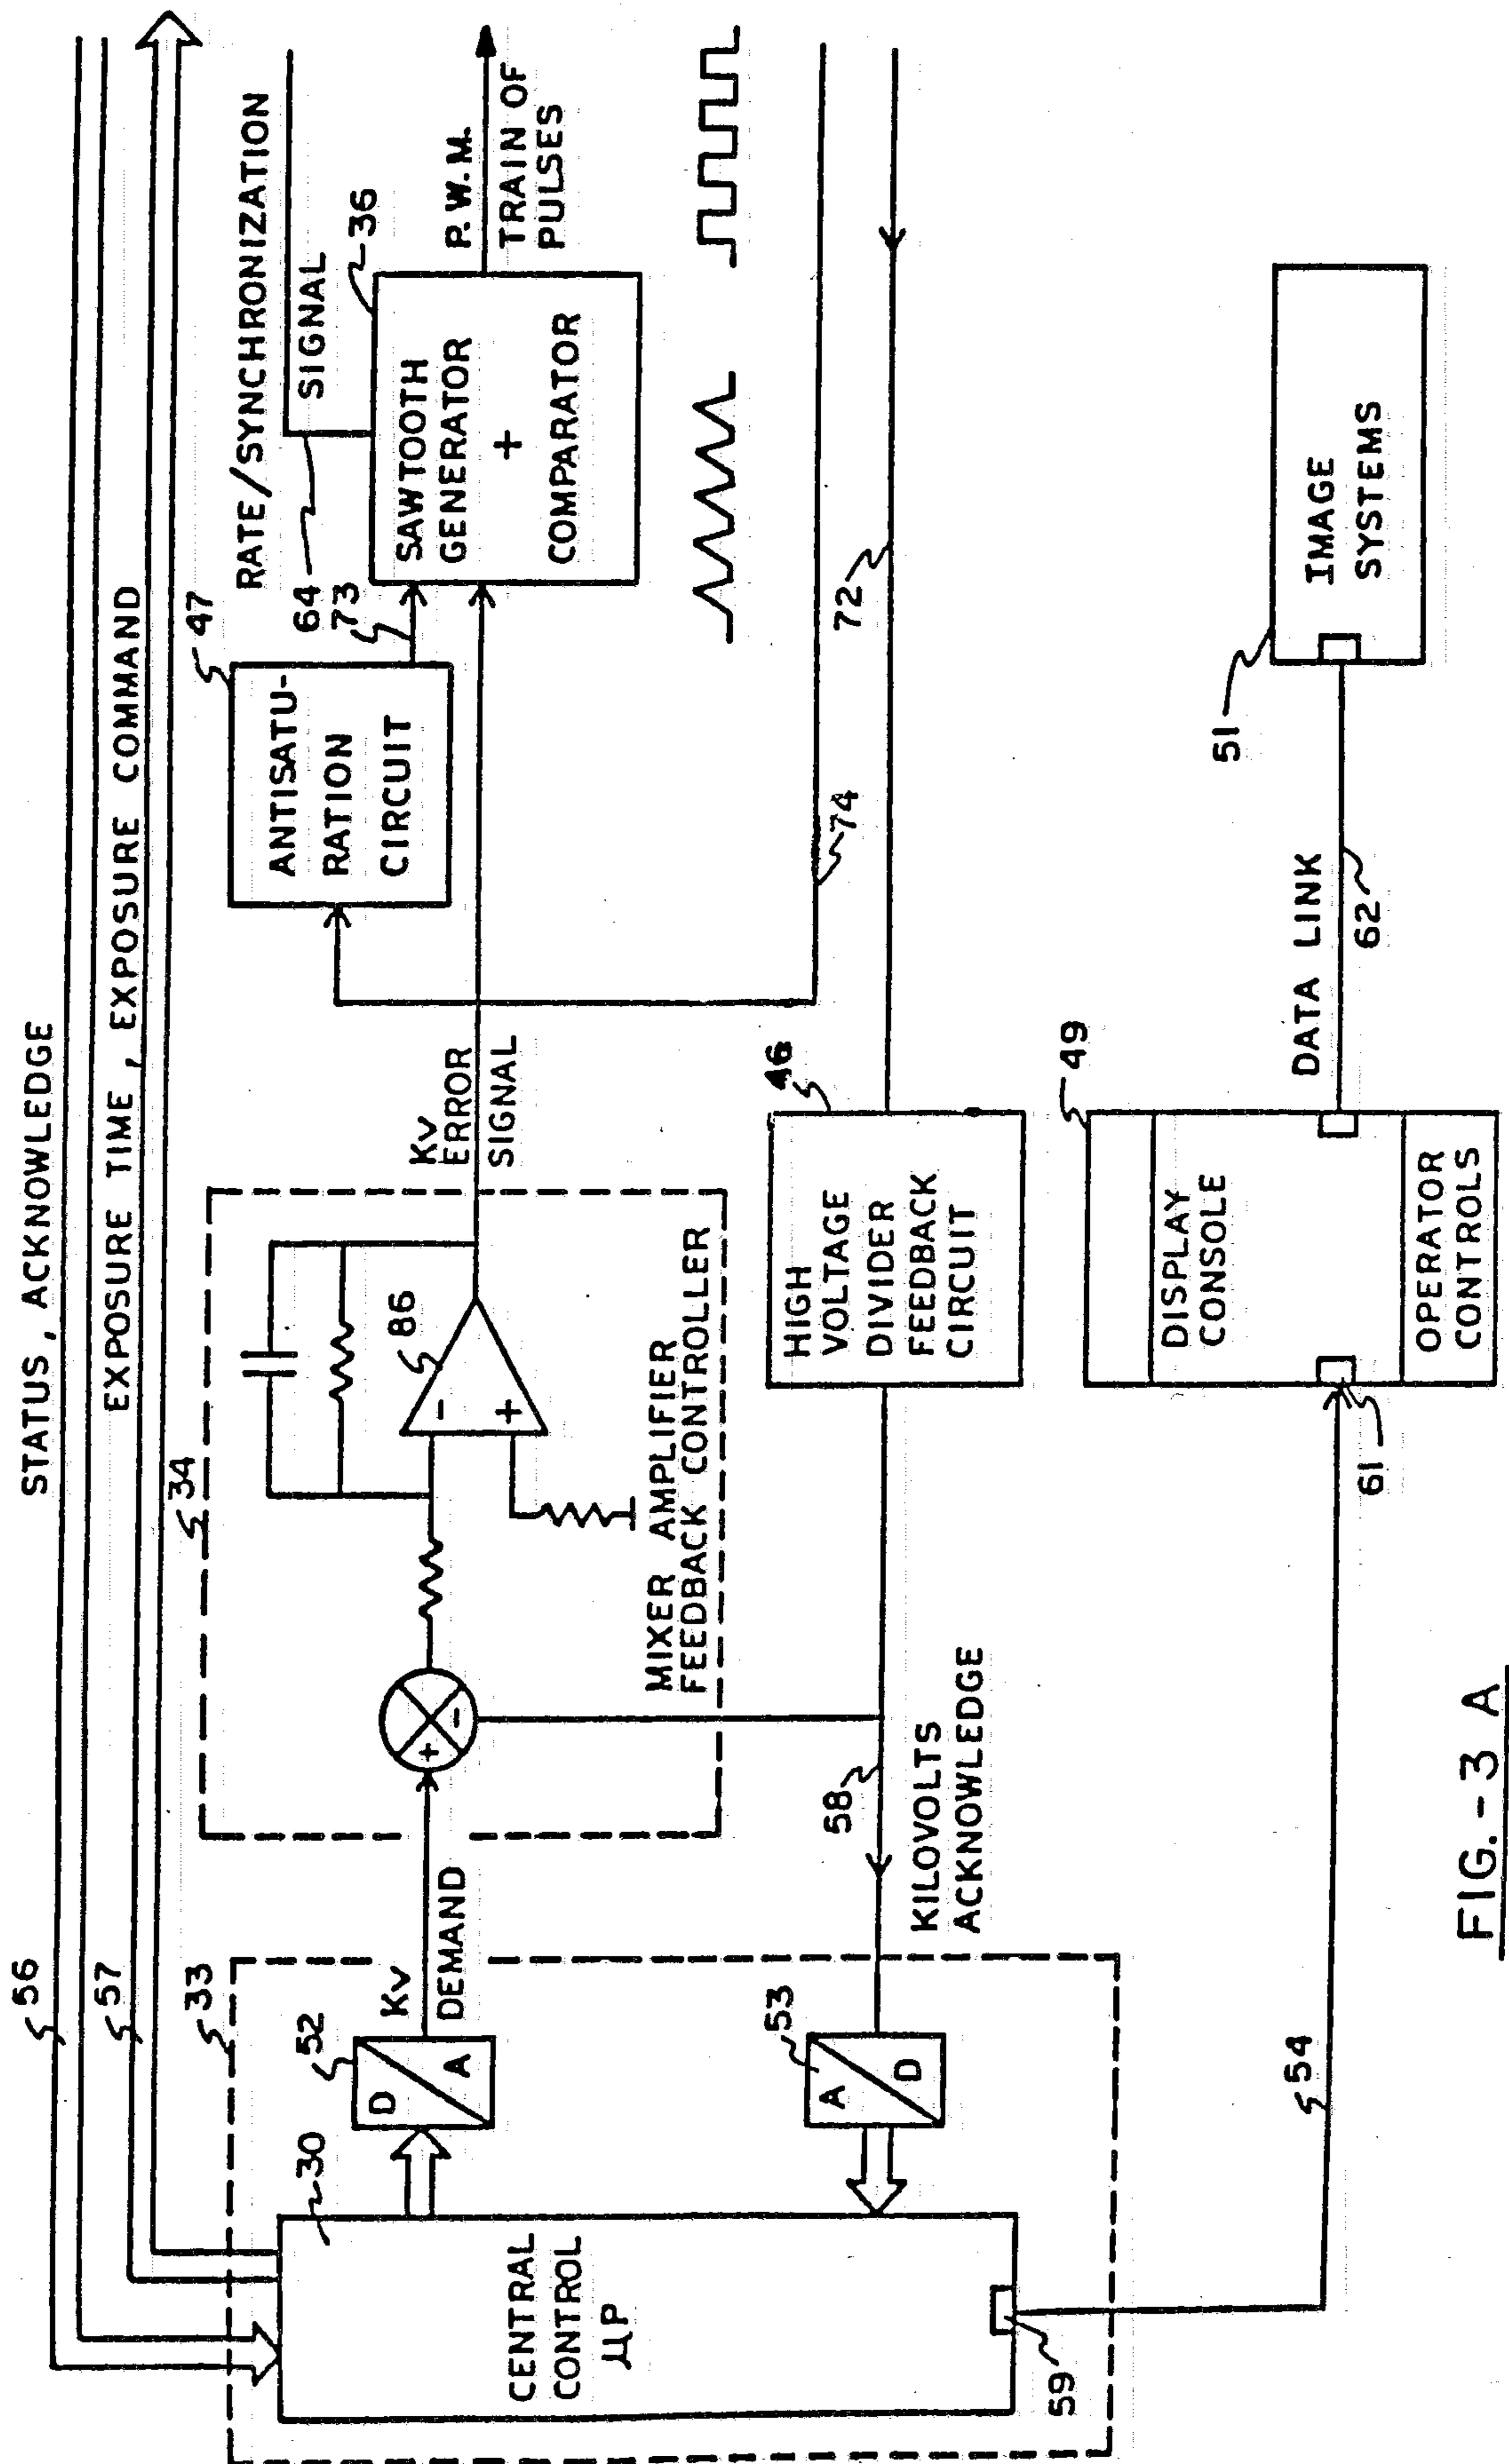 STATUS, ACKNOWLEDGE
56
EXPOSURE TIME, EXPOSURE COMMAND
57
33
34
47
RATE/SYNCHRONIZATION
SIGNAL
64
73
36
30
CENTRAL
CONTROL
µP
52
D
A
Kv
DEMAND
+
-
86
-
+
MIXER AMPLIFIER
FEEDBACK CONTROLLER
Kv
ERROR
SIGNAL
ANTISATU-
RATION
CIRCUIT
SAWTOOTH
GENERATOR
+
COMPARATOR
P.W.M.
TRAIN OF
PULSES
53
A
D
58
KILOVOLTS
ACKNOWLEDGE
46
HIGH
VOLTAGE
DIVIDER
FEEDBACK
CIRCUIT
74
72
59
54
61
49
DISPLAY
CONSOLE
OPERATOR
CONTROLS
DATA LINK
62
51
IMAGE
SYSTEMS
FIG.-3 A